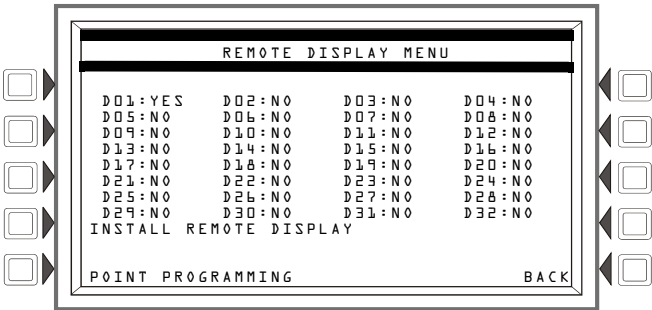 REMOTE DISPLAY MENU
D01:YES D02:NO D03:NO D04:NO
D05:NO D06:NO D07:NO D08:NO
D09:NO D10:NO D11:NO D12:NO
D13:NO D14:NO D15:NO D16:NO
D17:NO D18:NO D19:NO D20:NO
D21:NO D22:NO D23:NO D24:NO
D25:NO D26:NO D27:NO D28:NO
D29:NO D30:NO D31:NO D32:NO
INSTALL REMOTE DISPLAY
POINT PROGRAMMING BACK